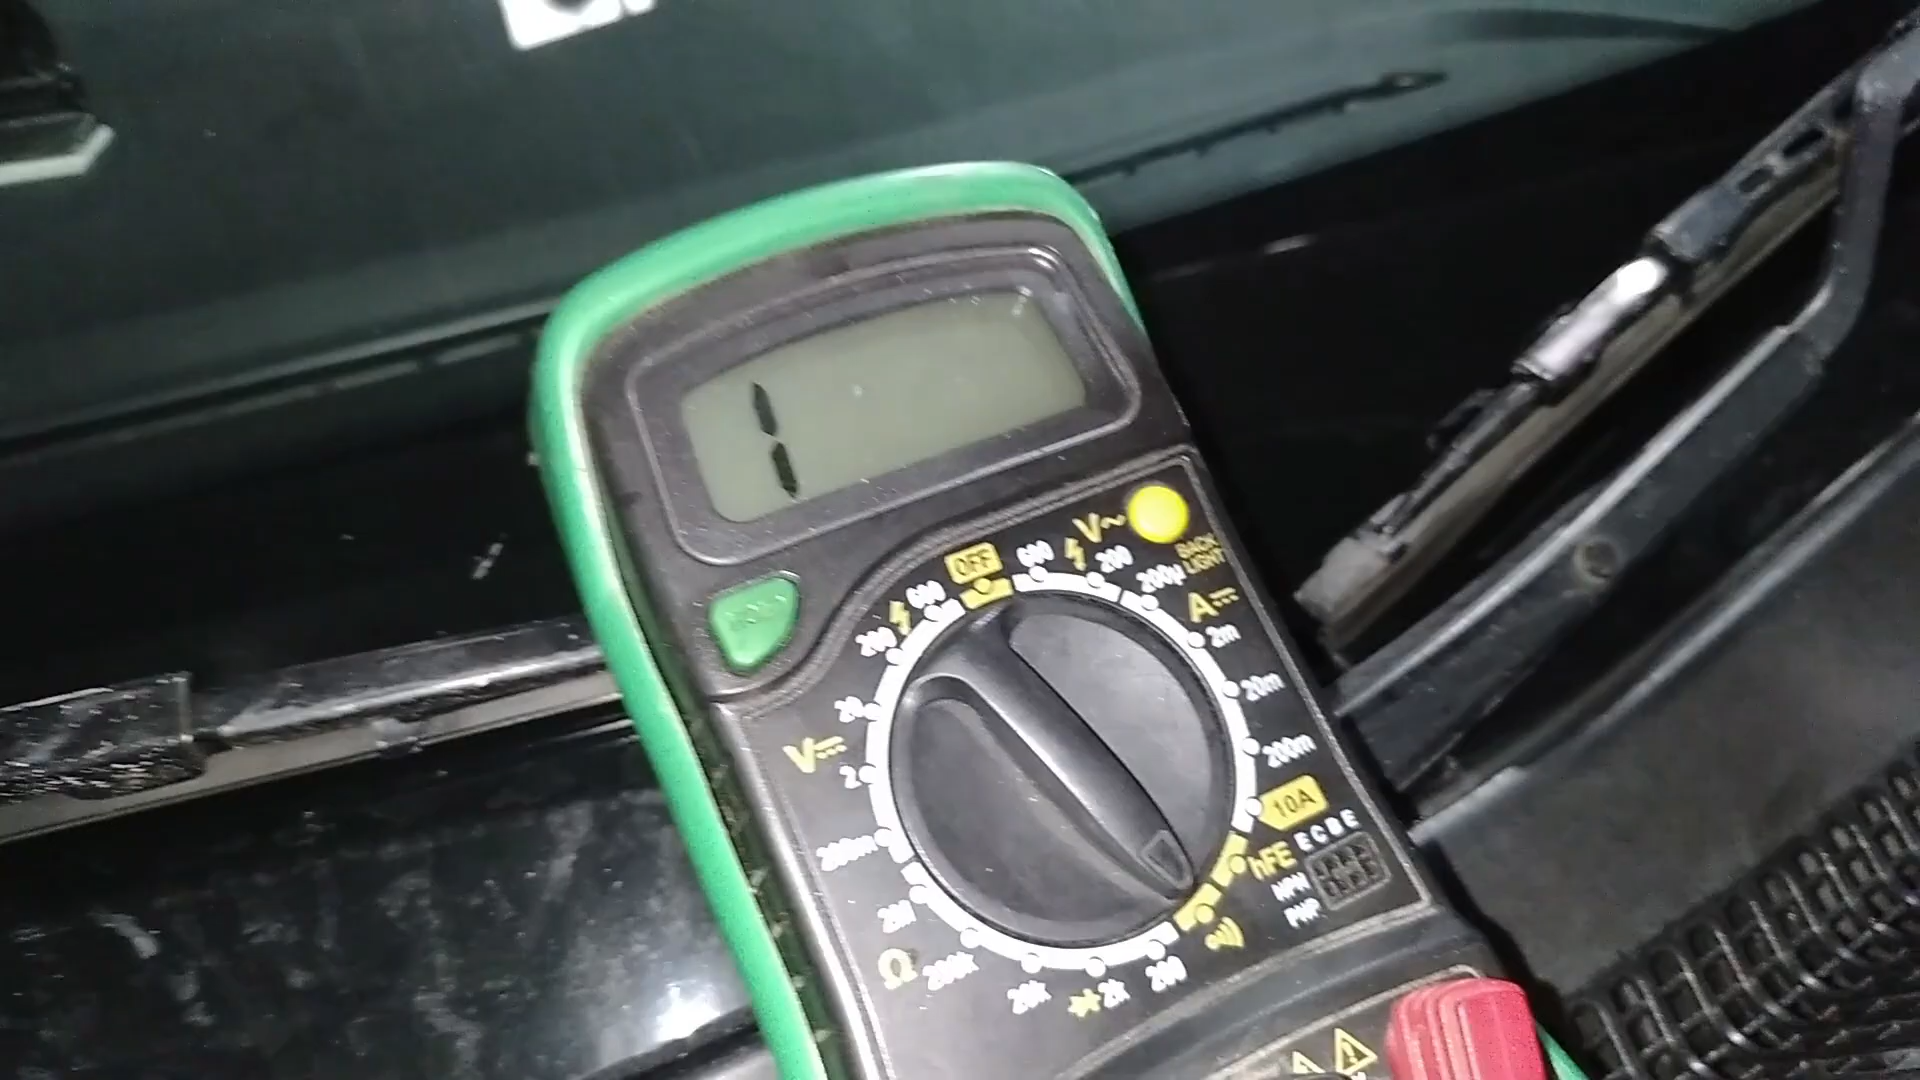 1
OFF
600
V~
200
BACK
LIGHT
200µ
A
2m
20m
200m
10A
E C B E
hFE
NPN
PNP
200
2k
20k
200k
Ω
2M
200m
2
V
20
200
600
HOLD